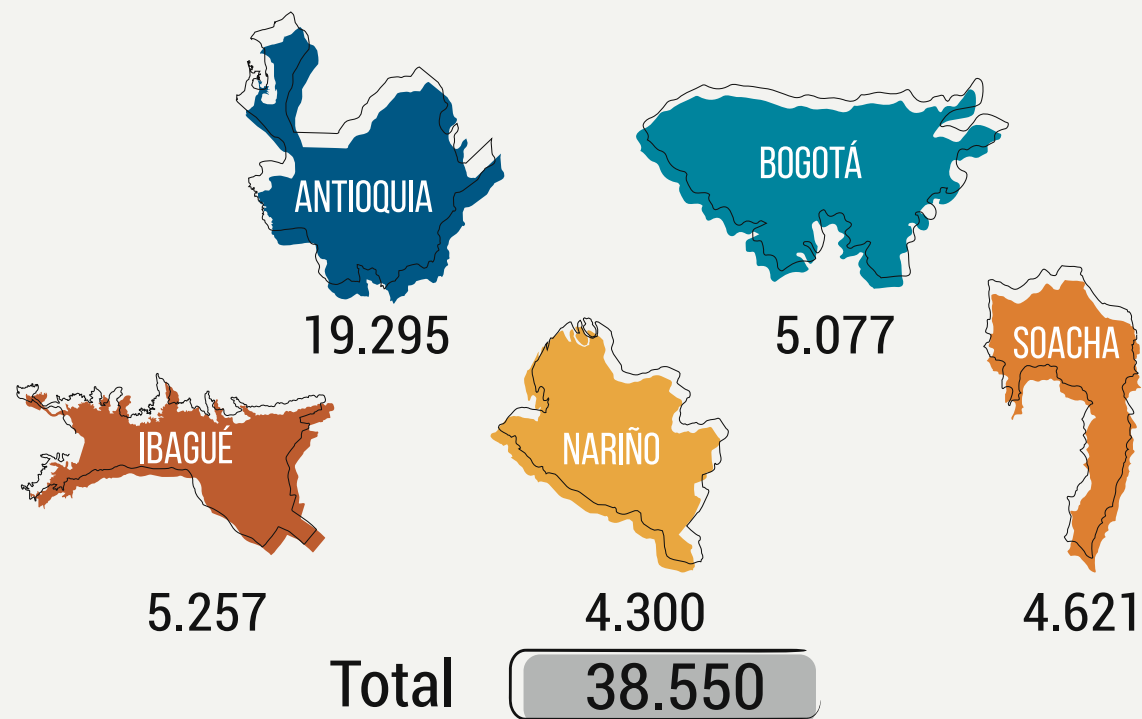 ANTIOQUIA
19.295
BOGOTÁ
5.077
SOACHA
4.621
IBAGUÉ
5.257
NARIÑO
4.300
Total 38.550